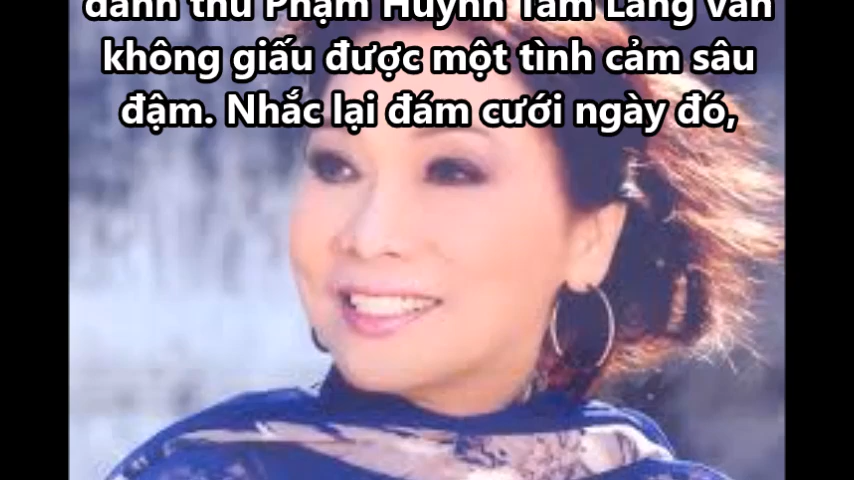 danh thủ Phạm Huỳnh Tam Lang vẫn
không giấu được một tình cảm sâu
đậm. Nhắc lại đám cưới ngày đó,